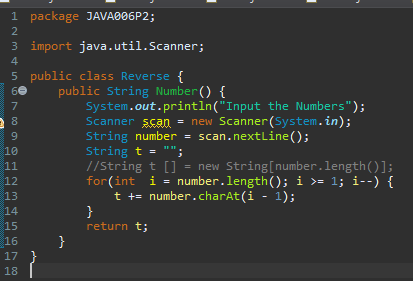 1 package JAVA006P2;
2
3 import java.util.Scanner;
4
5 public class Reverse {
6     public String Number() {
7         System.out.println("Input the Numbers");
8         Scanner scan = new Scanner(System.in);
9         String number = scan.nextLine();
10         String t = "";
11         //String t [] = new String[number.length()];
12         for(int  i = number.length(); i >= 1; i--) {
13             t += number.charAt(i - 1);
14         }
15         return t;
16     }
17 }
18